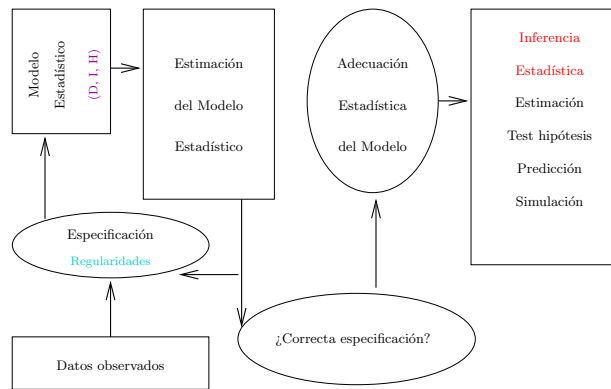 Modelo
Estadístico
(D, I, H)
Estimación
del Modelo
Estadístico
Adecuación
Estadística
del Modelo
Inferencia
Estadística
Estimación
Test hipótesis
Predicción
Simulación
Especificación
Regularidades
¿Correcta especificación?
Datos observados